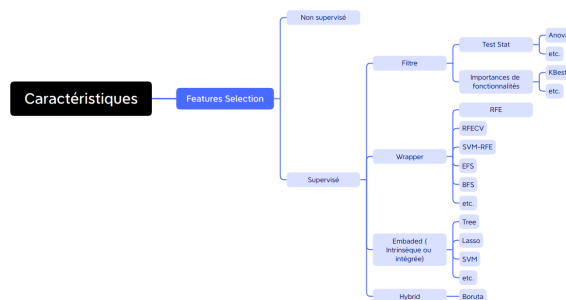 Caractéristiques
Features Selection
Non supervisé
Supervisé
Filtre
Test Stat
Anova
etc.
Importances de
fonctionnalités
KBest
etc.
Wrapper
RFE
RFECV
SVM-RFE
EFS
BFS
etc.
Embaded (
Intrinsèque ou
intégrée)
Tree
Lasso
SVM
etc.
Hybrid
Boruta